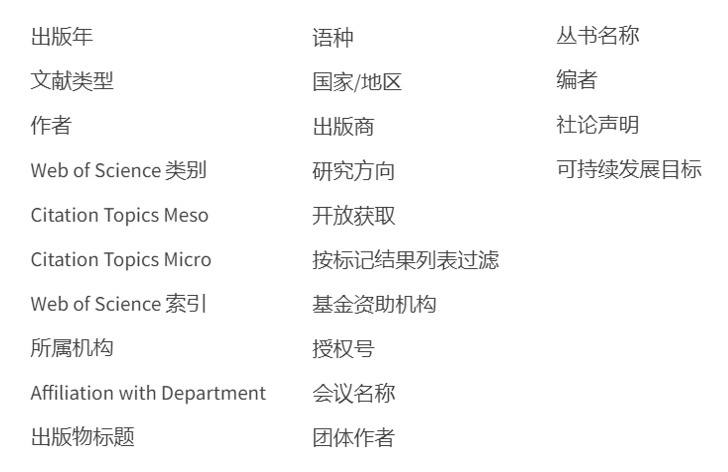 出版年
文献类型
作者
Web of Science 类别
Citation Topics Meso
Citation Topics Micro
Web of Science 索引
所属机构
Affiliation with Department
出版物标题
语种
国家/地区
出版商
研究方向
开放获取
按标记结果列表过滤
基金资助机构
授权号
会议名称
团体作者
丛书名称
编者
社论声明
可持续发展目标